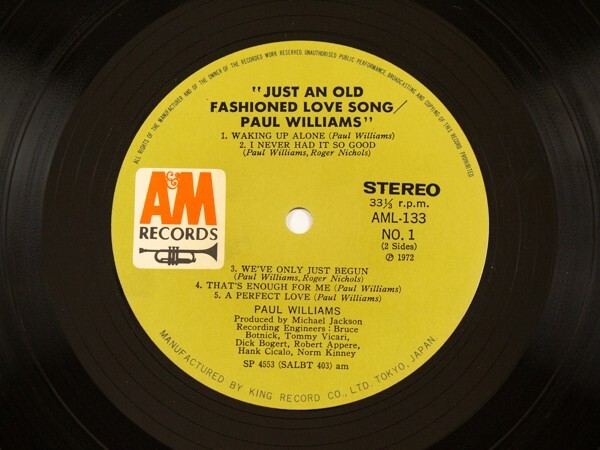 ALL RIGHTS OF THE MANUFACTURER AND OF THE OWNER OF THE RECORDED WORK RESERVED. UNAUTHORISED PUBLIC PERFORMANCE, BROADCASTING AND COPYING OF THIS RECORD PROHIBITED.
"JUST AN OLD
FASHIONED LOVE SONG/
PAUL WILLIAMS"
1. WAKING UP ALONE (Paul Williams)
2. I NEVER HAD IT SO GOOD
(Paul Williams, Roger Nichols)
A&M
RECORDS
STEREO
33⅓ r.p.m.
AML-133
NO. 1
(2 Sides)
℗ 1972
3. WE'VE ONLY JUST BEGUN
(Paul Williams, Roger Nichols)
4. THAT'S ENOUGH FOR ME (Paul Williams)
5. A PERFECT LOVE (Paul Williams)
PAUL WILLIAMS
Produced by Michael Jackson
Recording Engineers : Bruce
Botnick, Tommy Vicari,
Dick Bogert, Robert Appere,
Hank Cicalo, Norm Kinney
SP 4553 (SALBT 403) am
MANUFACTURED BY KING RECORD CO., LTD. TOKYO, JAPAN.